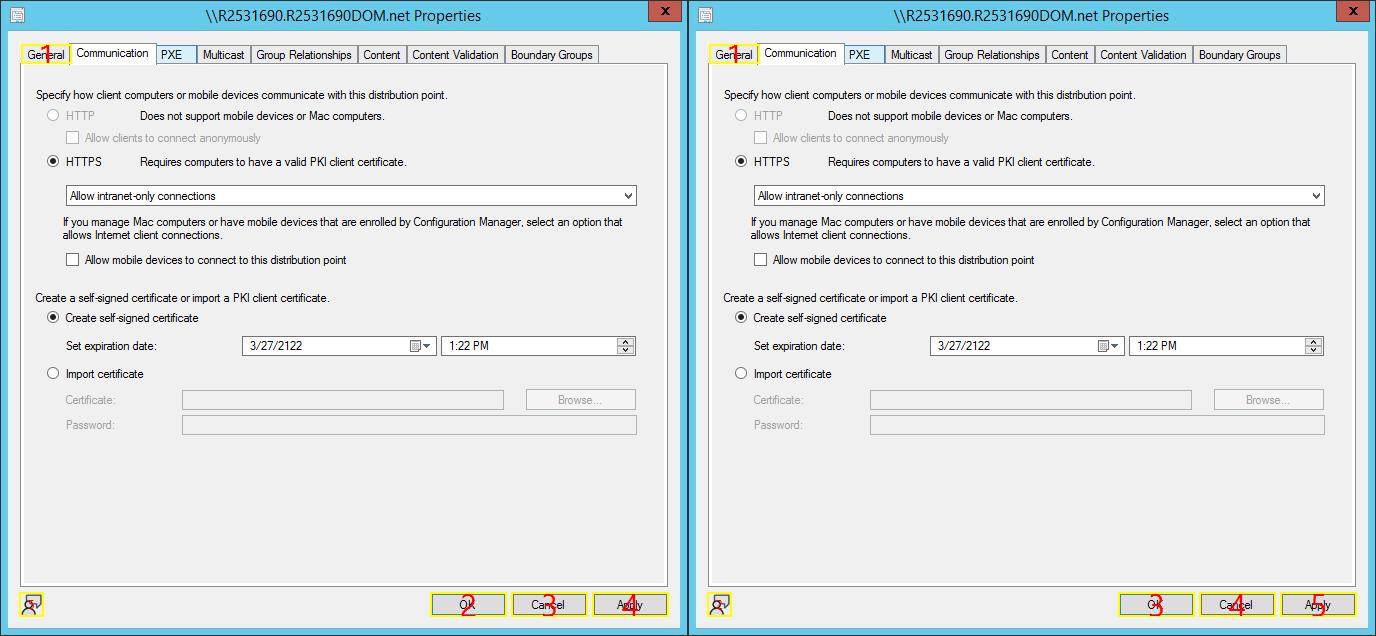 \\R2531690.R2531690DOM.net Properties
X
General 1 Communication PXE Multicast Group Relationships Content Content Validation Boundary Groups
Specify how client computers or mobile devices communicate with this distribution point.
HTTP Does not support mobile devices or Mac computers.
Allow clients to connect anonymously
HTTPS Requires computers to have a valid PKI client certificate.
Allow intranet-only connections
If you manage Mac computers or have mobile devices that are enrolled by Configuration Manager, select an option that
allows Internet client connections.
Allow mobile devices to connect to this distribution point
Create a self-signed certificate or import a PKI client certificate.
Create self-signed certificate
Set expiration date: 3/27/2122 1:22 PM
Import certificate
Certificate: Browse...
Password:
OK 2 Cancel 3 Apply 4
\\R2531690.R2531690DOM.net Properties
X
General 1 Communication PXE Multicast Group Relationships Content Content Validation Boundary Groups
Specify how client computers or mobile devices communicate with this distribution point.
HTTP Does not support mobile devices or Mac computers.
Allow clients to connect anonymously
HTTPS Requires computers to have a valid PKI client certificate.
Allow intranet-only connections
If you manage Mac computers or have mobile devices that are enrolled by Configuration Manager, select an option that
allows Internet client connections.
Allow mobile devices to connect to this distribution point
Create a self-signed certificate or import a PKI client certificate.
Create self-signed certificate
Set expiration date: 3/27/2122 1:22 PM
Import certificate
Certificate: Browse...
Password:
OK 3 Cancel 4 Apply 5